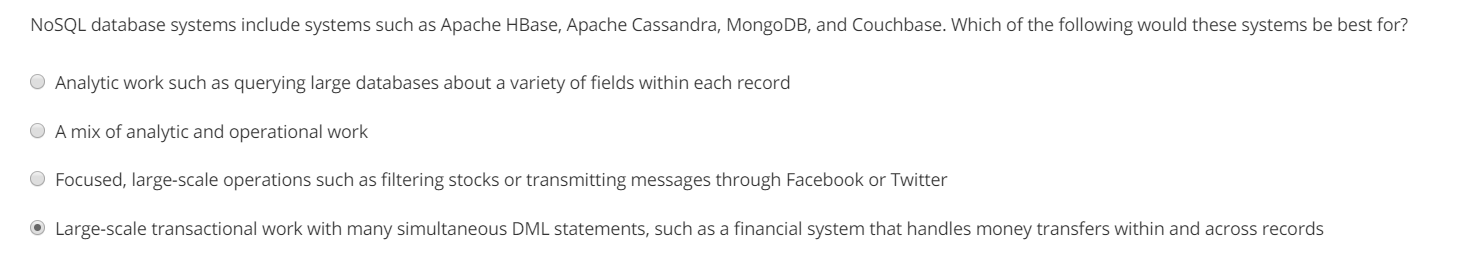 NoSQL database systems include systems such as Apache HBase, Apache Cassandra, MongoDB, and Couchbase. Which of the following would these systems be best for?
Analytic work such as querying large databases about a variety of fields within each record
A mix of analytic and operational work
Focused, large-scale operations such as filtering stocks or transmitting messages through Facebook or Twitter
Large-scale transactional work with many simultaneous DML statements, such as a financial system that handles money transfers within and across records